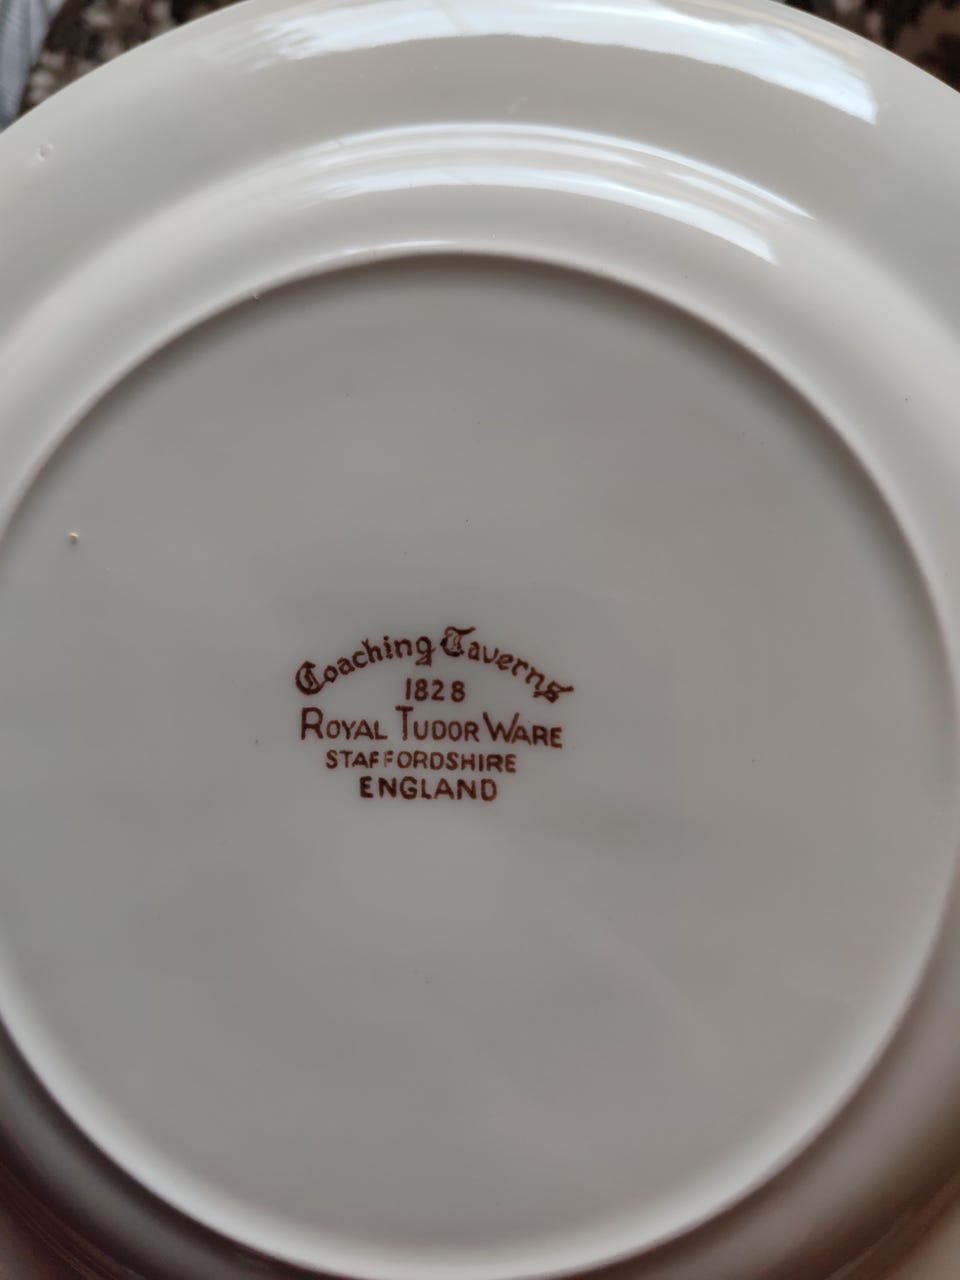 Coaching Taverns
1828
ROYAL TUDOR WARE
STAFFORDSHIRE
ENGLAND